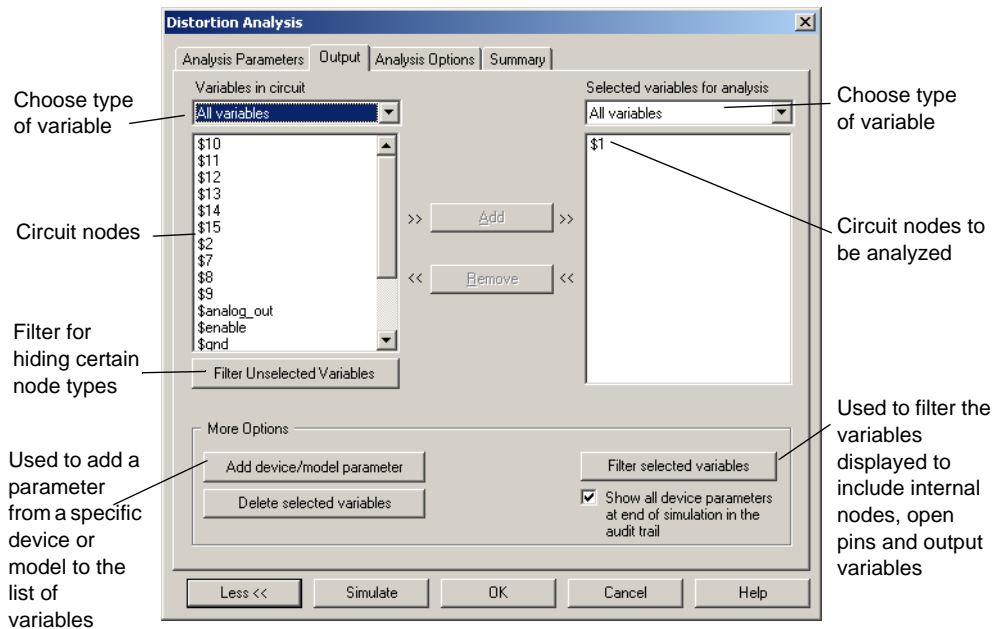 Distortion Analysis
Analysis Parameters Output Analysis Options Summary
Variables in circuit
All variables
$10
$11
$12
$13
$14
$15
$2
$7
$8
$9
$analog_out
$enable
$gnd
Filter Unselected Variables
>> Add >>
<< Remove <<
Selected variables for analysis
All variables
$1
More Options
Add device/model parameter
Delete selected variables
Filter selected variables
Show all device parameters
at end of simulation in the
audit trail
Less << Simulate OK Cancel Help
Choose type
of variable
Circuit nodes
Filter for
hiding certain
node types
Used to add a
parameter
from a specific
device or
model to the
list of
variables
Choose type
of variable
Circuit nodes to
be analyzed
Used to filter the
variables
displayed to
include internal
nodes, open
pins and output
variables